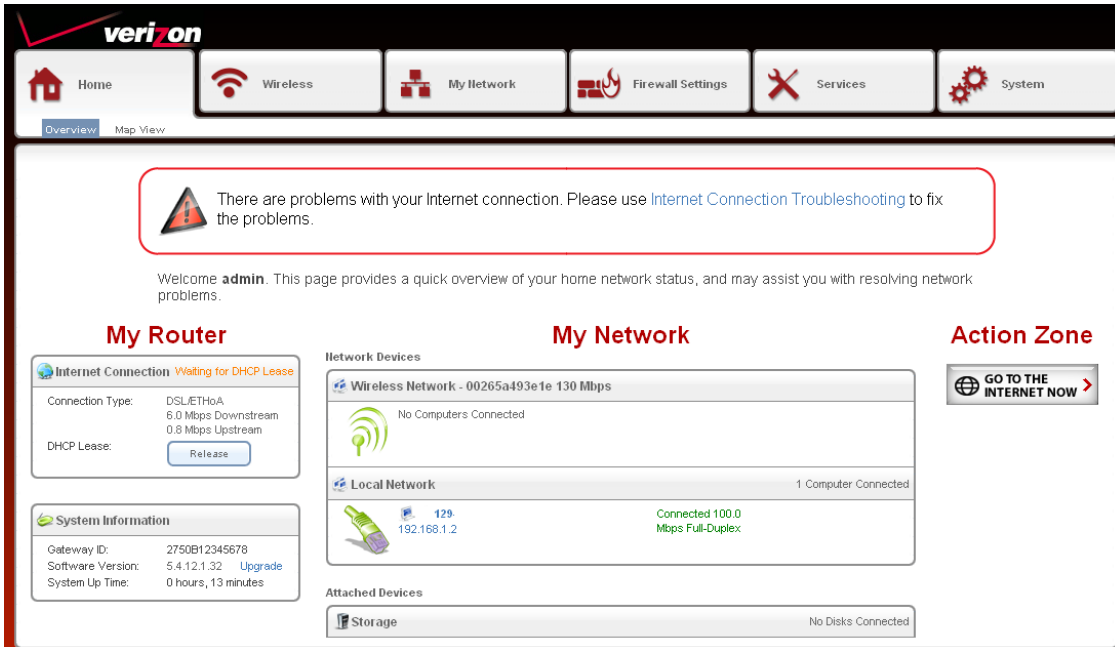 verizon
Home
Wireless
My Network
Firewall Settings
Services
System
Overview Map View
There are problems with your Internet connection. Please use Internet Connection Troubleshooting to fix
the problems.
Welcome admin. This page provides a quick overview of your home network status, and may assist you with resolving network
problems.
My Router
Internet Connection Waiting for DHCP Lease
Connection Type: DSL/ETHoA
6.0 Mbps Downstream
0.8 Mbps Upstream
DHCP Lease: Release
System Information
Gateway ID: 2750B12345678
Software Version: 5.4.12.1.32 Upgrade
System Up Time: 0 hours, 13 minutes
My Network
Network Devices
Wireless Network - 00265a493e1e 130 Mbps
No Computers Connected
Local Network 1 Computer Connected
129- Connected 100.0
192.168.1.2 Mbps Full-Duplex
Attached Devices
Storage No Disks Connected
Action Zone
GO TO THE
INTERNET NOW